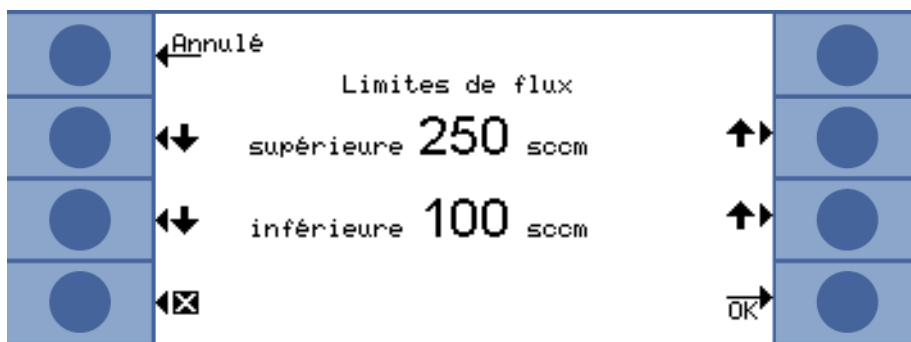 Annulé
Limites de flux
supérieure 250 sccm
inférieure 100 sccm
OK